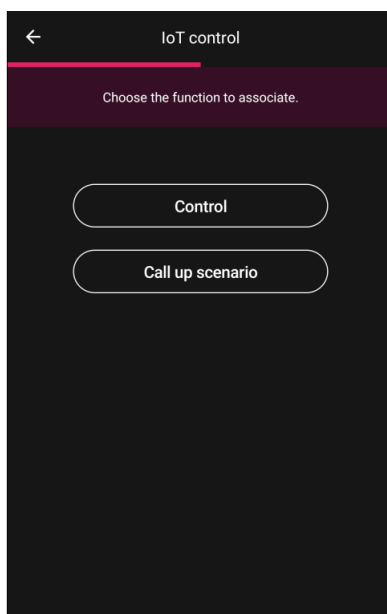 IoT control
Choose the function to associate.
Control
Call up scenario